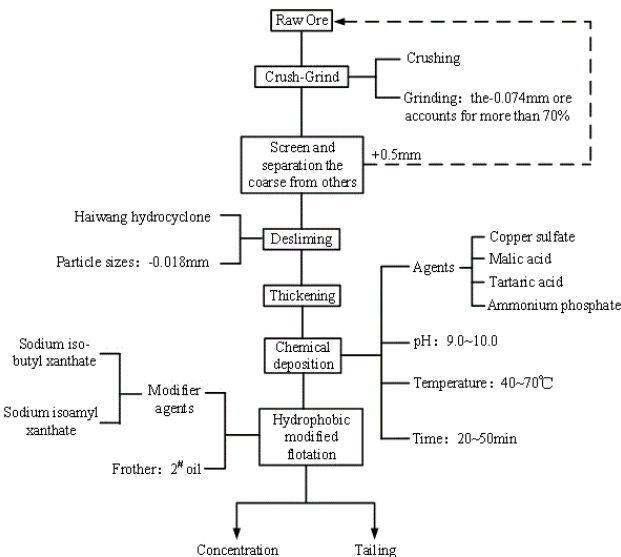 Raw Ore
Crush-Grind
Crushing
Grinding: the-0.074mm ore
accounts for more than 70%
Screen and
separation the
coarse from others
+0.5mm
Haiwang hydrocyclone
Particle sizes: -0.018mm
Desliming
Thickening
Chemical
deposition
Agents
Copper sulfate
Malic acid
Tartaric acid
Ammonium phosphate
pH: 9.0~10.0
Temperature: 40~70℃
Time: 20~50min
Sodium iso-
butyl xanthate
Sodium isoamyl
xanthate
Modifier
agents
Frother: 2# oil
Hydrophobic
modified
flotation
Concentration
Tailing